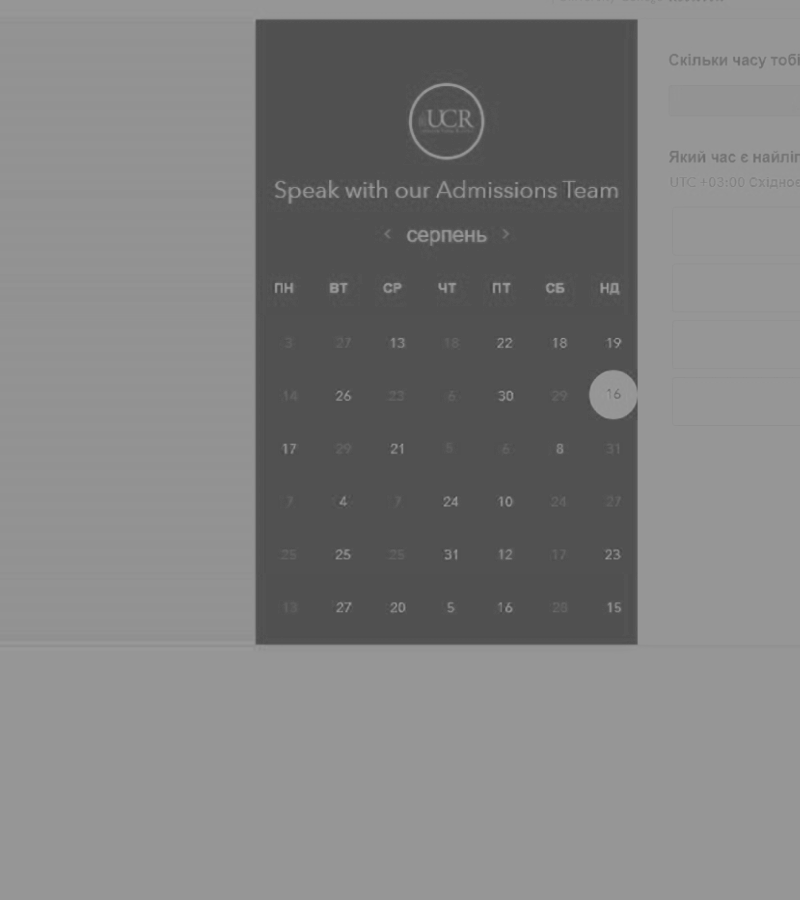 Скільки часу тобі
UCR
Speak with our Admissions Team
< серпень >
Який час є найліп
UTC +03:00 Східноє
ПН ВТ СР ЧТ ПТ СБ НД
3 27 13 18 22 18 19
14 26 23 6 30 29 16
17 29 21 5 6 8 31
7 4 7 24 10 24 27
25 25 25 31 12 17 23
13 27 20 5 16 28 15